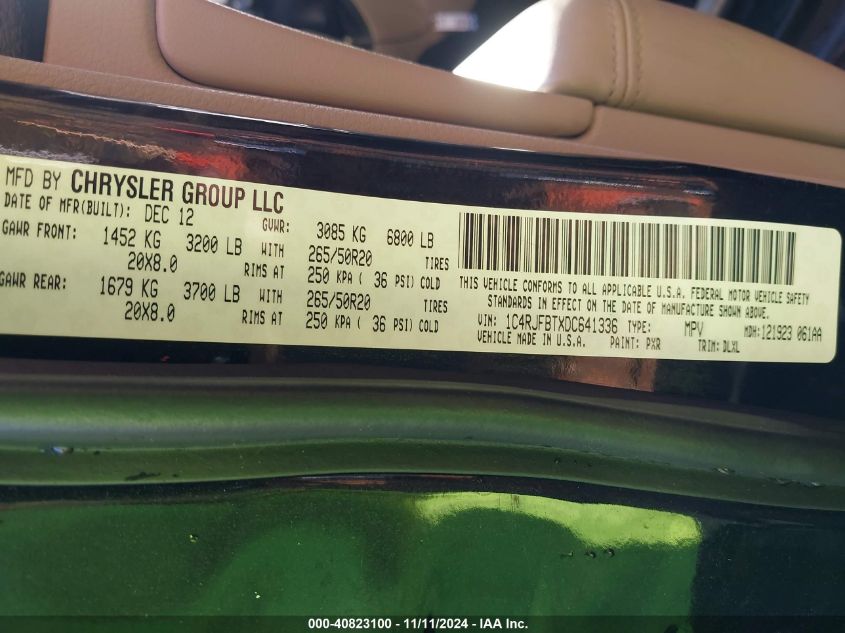 MFD BY CHRYSLER GROUP LLC
DATE OF MFR(BUILT): DEC 12 GVWR: 3085 KG 6800 LB
GAWR FRONT: 1452 KG 3200 LB WITH 265/50R20 TIRES
20X8.0 RIMS AT 250 KPA ( 36 PSI) COLD
GAWR REAR: 1679 KG 3700 LB WITH 265/50R20 TIRES
20X8.0 RIMS AT 250 KPA ( 36 PSI) COLD
THIS VEHICLE CONFORMS TO ALL APPLICABLE U.S.A. FEDERAL MOTOR VEHICLE SAFETY
STANDARDS IN EFFECT ON THE DATE OF MANUFACTURE SHOWN ABOVE.
VIN: 1C4RJFBTXDC641336 TYPE: MPV MDH:121923 061AA
VEHICLE MADE IN U.S.A. PAINT: PXR TRIM: DLXL
000-40823100 - 11/11/2024 - IAA Inc.